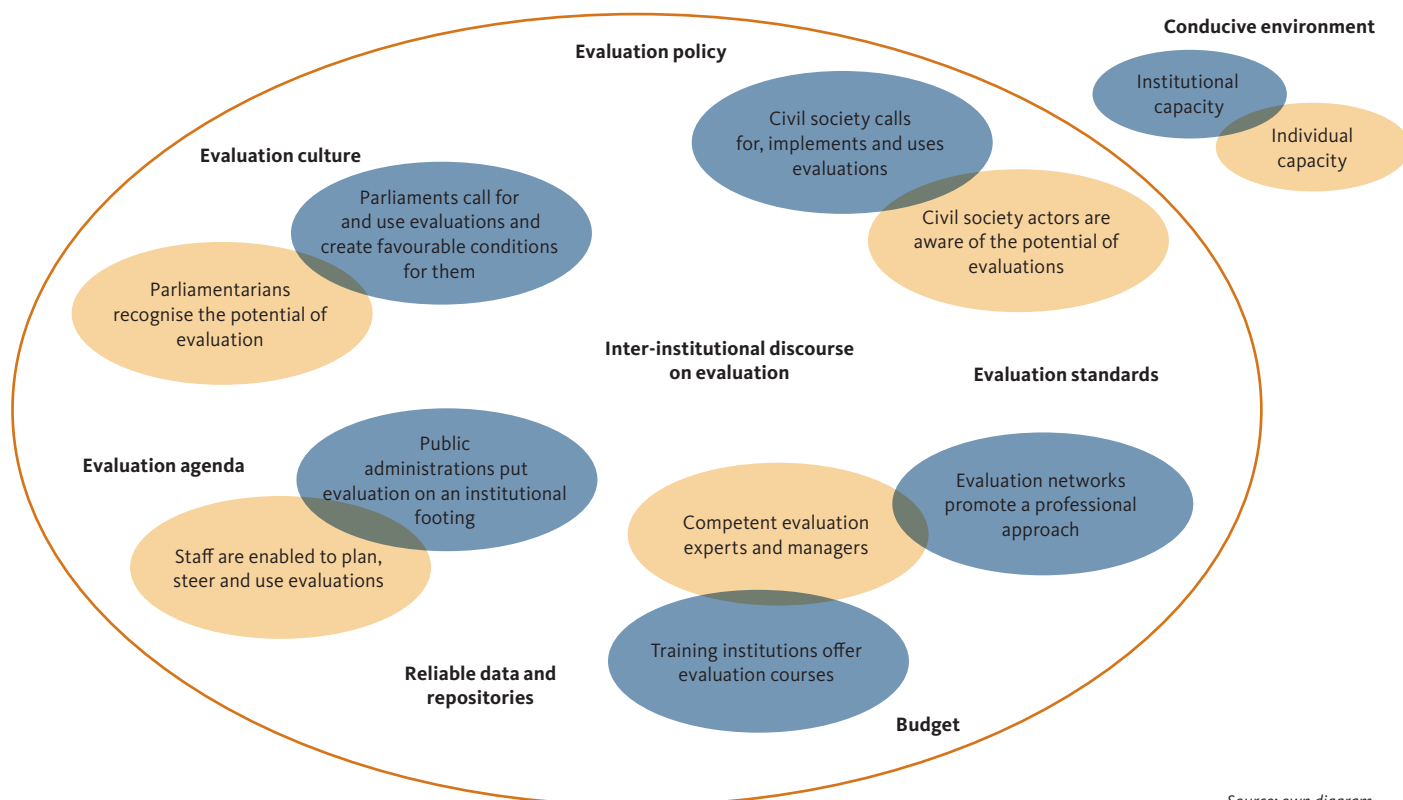 Conducive environment
Institutional
capacity
Individual
capacity
Evaluation policy
Civil society calls
for, implements and uses
evaluations
Civil society actors are
aware of the potential of
evaluations
Evaluation culture
Parliaments call for
and use evaluations and
create favourable conditions
for them
Parliamentarians
recognise the potential of
evaluation
Inter-institutional discourse
on evaluation
Evaluation standards
Evaluation agenda
Public
administrations put
evaluation on an institutional
footing
Staff are enabled to plan,
steer and use evaluations
Competent evaluation
experts and managers
Evaluation networks
promote a professional
approach
Training institutions offer
evaluation courses
Reliable data and
repositories
Budget
Source: own diagram